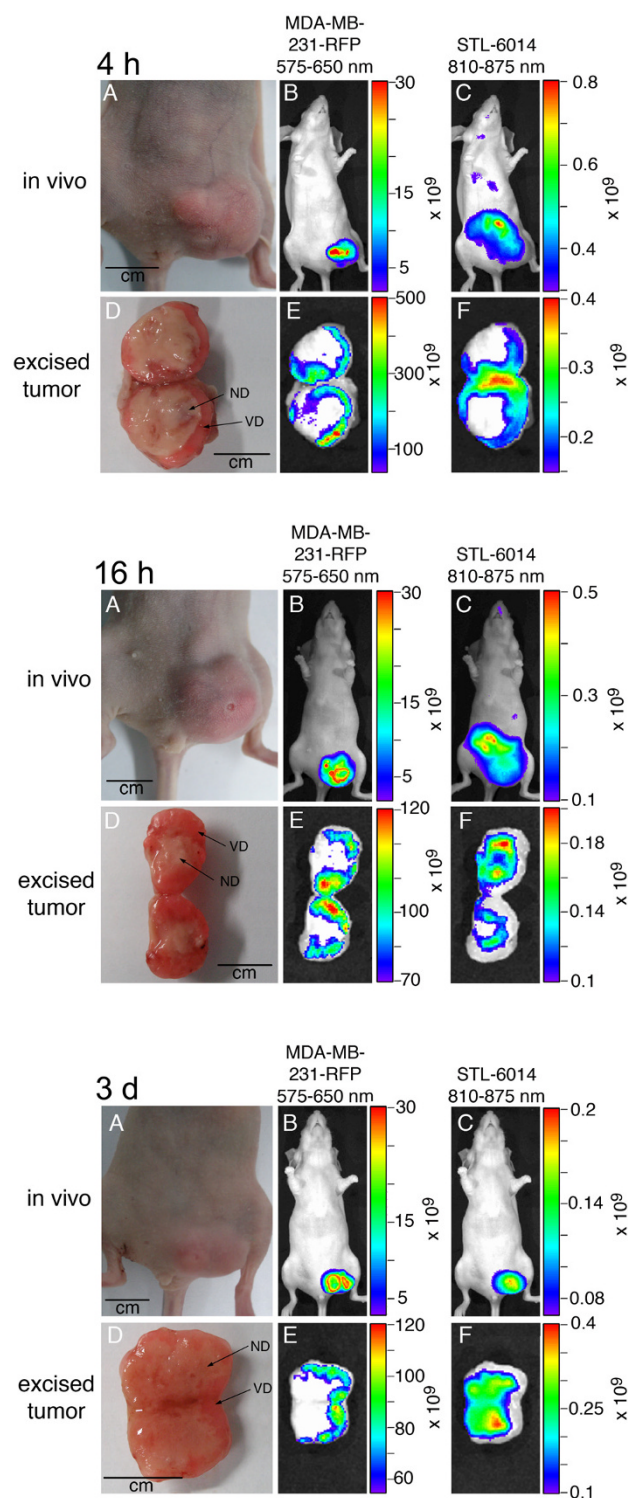 4 h
MDA-MB-
231-RFP
575-650 nm
STL-6014
810-875 nm
in vivo
A
cm
B
30
15
5
x 10⁹
C
0.8
0.6
0.4
x 10⁹
excised
tumor
D
ND
VD
cm
E
500
300
100
x 10⁹
F
0.4
0.3
0.2
x 10⁹
16 h
MDA-MB-
231-RFP
575-650 nm
STL-6014
810-875 nm
in vivo
A
cm
B
30
15
5
x 10⁹
C
0.5
0.3
0.1
x 10⁹
excised
tumor
D
VD
ND
cm
E
120
100
70
x 10⁹
F
0.18
0.14
0.1
x 10⁹
3 d
MDA-MB-
231-RFP
575-650 nm
STL-6014
810-875 nm
in vivo
A
cm
B
30
15
5
x 10⁹
C
0.2
0.14
0.08
x 10⁹
excised
tumor
D
ND
VD
cm
E
120
100
80
60
x 10⁹
F
0.4
0.25
0.1
x 10⁹